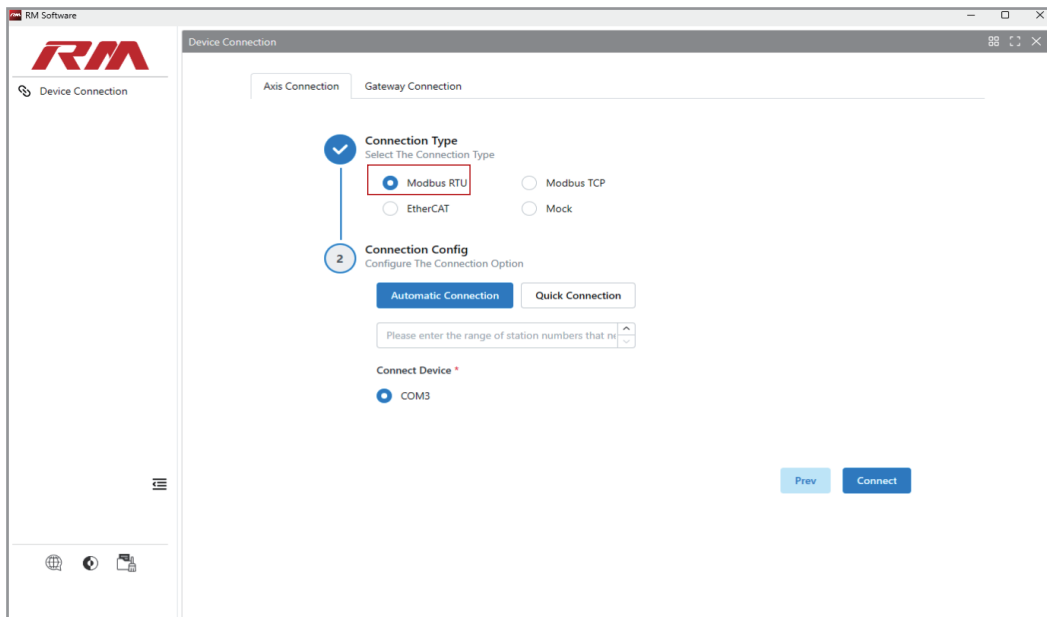 RM Software
RM
Device Connection
Device Connection
Axis Connection
Gateway Connection
Connection Type
Select The Connection Type
Modbus RTU
Modbus TCP
EtherCAT
Mock
2
Connection Config
Configure The Connection Option
Automatic Connection
Quick Connection
Please enter the range of station numbers that
Connect Device *
COM3
Prev
Connect